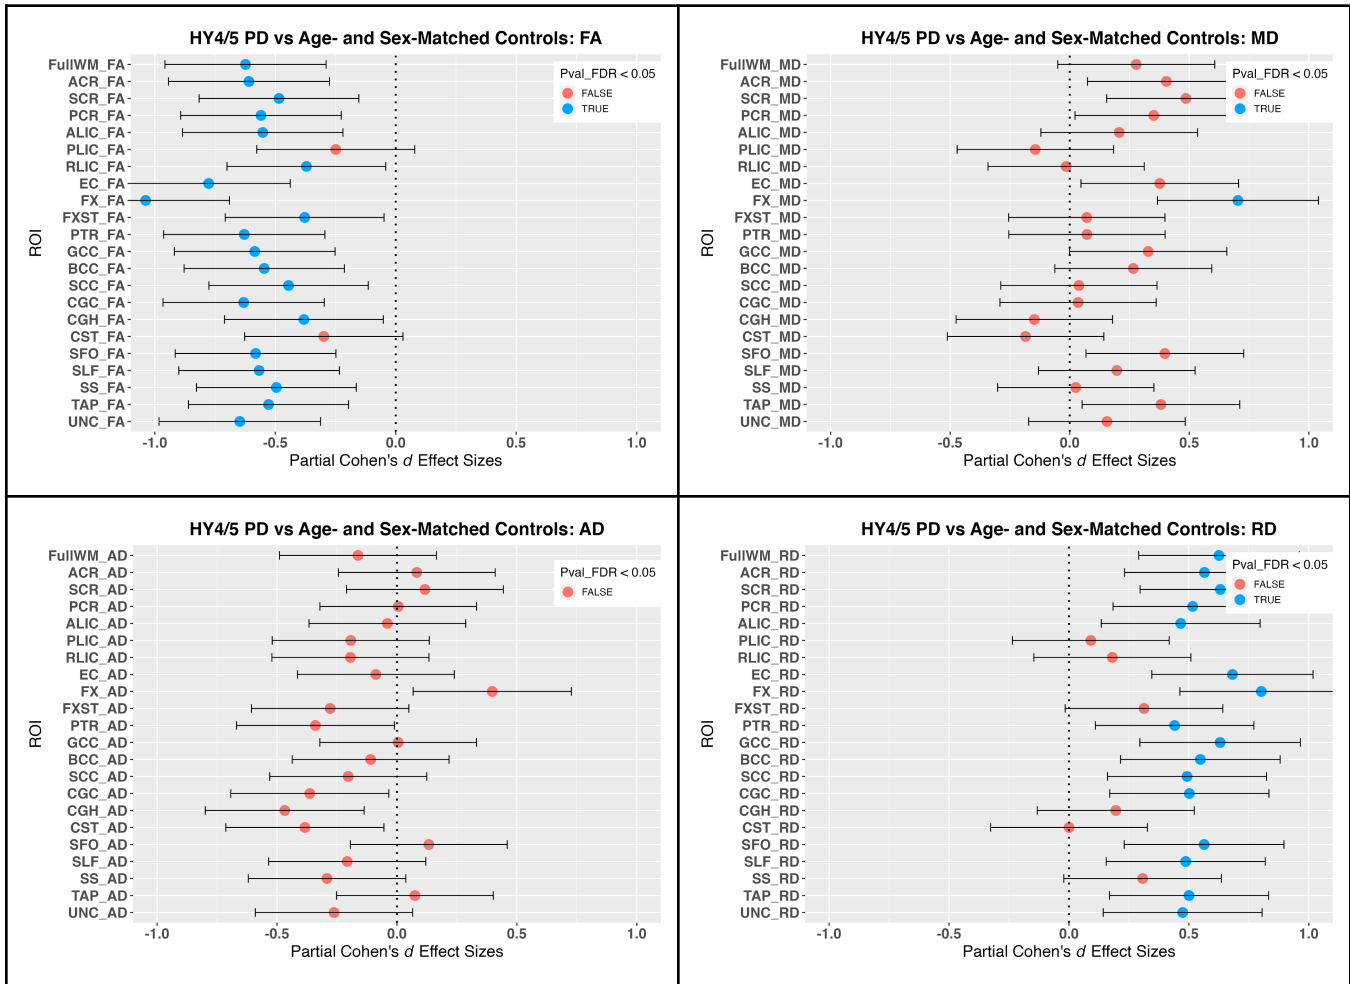 HY4/5 PD vs Age- and Sex-Matched Controls: FA
ROI
FullWM_FA
ACR_FA
SCR_FA
PCR_FA
ALIC_FA
PLIC_FA
RLIC_FA
EC_FA
FX_FA
FXST_FA
PTR_FA
GCC_FA
BCC_FA
SCC_FA
CGC_FA
CGH_FA
CST_FA
SFO_FA
SLF_FA
SS_FA
TAP_FA
UNC_FA
Pval_FDR < 0.05
FALSE
TRUE
-1.0 -0.5 0.0 0.5 1.0
Partial Cohen's d Effect Sizes
HY4/5 PD vs Age- and Sex-Matched Controls: MD
ROI
FullWM_MD
ACR_MD
SCR_MD
PCR_MD
ALIC_MD
PLIC_MD
RLIC_MD
EC_MD
FX_MD
FXST_MD
PTR_MD
GCC_MD
BCC_MD
SCC_MD
CGC_MD
CGH_MD
CST_MD
SFO_MD
SLF_MD
SS_MD
TAP_MD
UNC_MD
Pval_FDR < 0.05
FALSE
TRUE
-1.0 -0.5 0.0 0.5 1.0
Partial Cohen's d Effect Sizes
HY4/5 PD vs Age- and Sex-Matched Controls: AD
ROI
FullWM_AD
ACR_AD
SCR_AD
PCR_AD
ALIC_AD
PLIC_AD
RLIC_AD
EC_AD
FX_AD
FXST_AD
PTR_AD
GCC_AD
BCC_AD
SCC_AD
CGC_AD
CGH_AD
CST_AD
SFO_AD
SLF_AD
SS_AD
TAP_AD
UNC_AD
Pval_FDR < 0.05
FALSE
-1.0 -0.5 0.0 0.5 1.0
Partial Cohen's d Effect Sizes
HY4/5 PD vs Age- and Sex-Matched Controls: RD
ROI
FullWM_RD
ACR_RD
SCR_RD
PCR_RD
ALIC_RD
PLIC_RD
RLIC_RD
EC_RD
FX_RD
FXST_RD
PTR_RD
GCC_RD
BCC_RD
SCC_RD
CGC_RD
CGH_RD
CST_RD
SFO_RD
SLF_RD
SS_RD
TAP_RD
UNC_RD
Pval_FDR < 0.05
FALSE
TRUE
-1.0 -0.5 0.0 0.5 1.0
Partial Cohen's d Effect Sizes